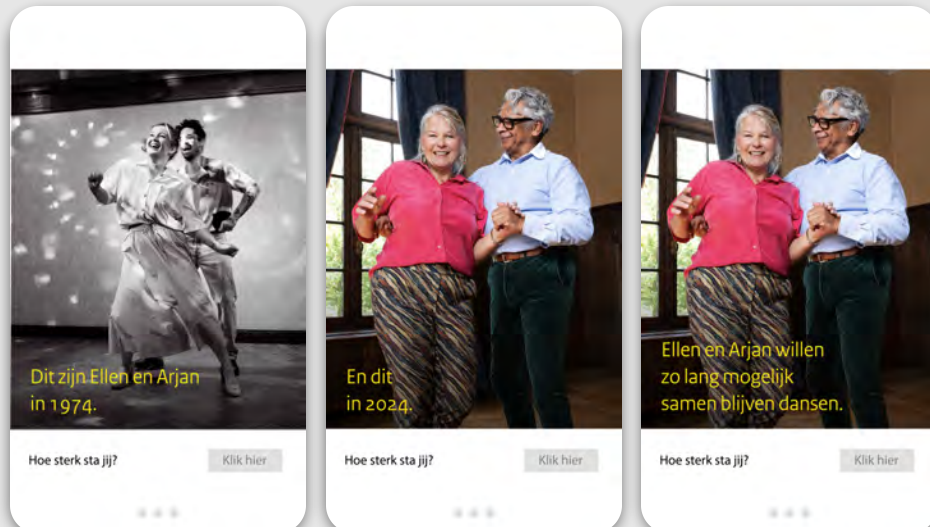 Dit zijn Ellen en Arjan
in 1974.
Hoe sterk sta jij?
Klik hier
En dit
in 2024.
Hoe sterk sta jij?
Klik hier
Ellen en Arjan willen
zo lang mogelijk
samen blijven dansen.
Hoe sterk sta jij?
Klik hier